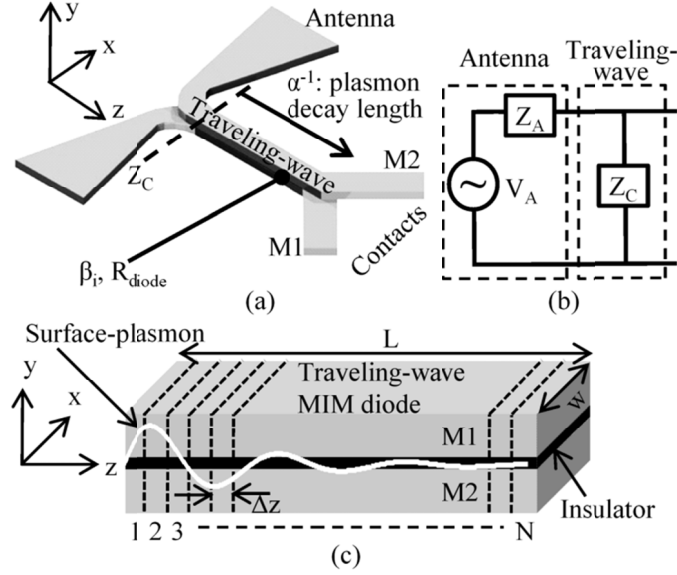 y
x
z
Antenna
Traveling-wave
α⁻¹: plasmon
decay length
Z_C
M2
M1
Contacts
β_i, R_diode
(a)
Antenna
Traveling-
wave
Z_A
V_A
Z_C
~
(b)
Surface-plasmon
y
x
z
L
Traveling-wave
MIM diode
w
M1
M2
Δz
Insulator
1 2 3
N
(c)